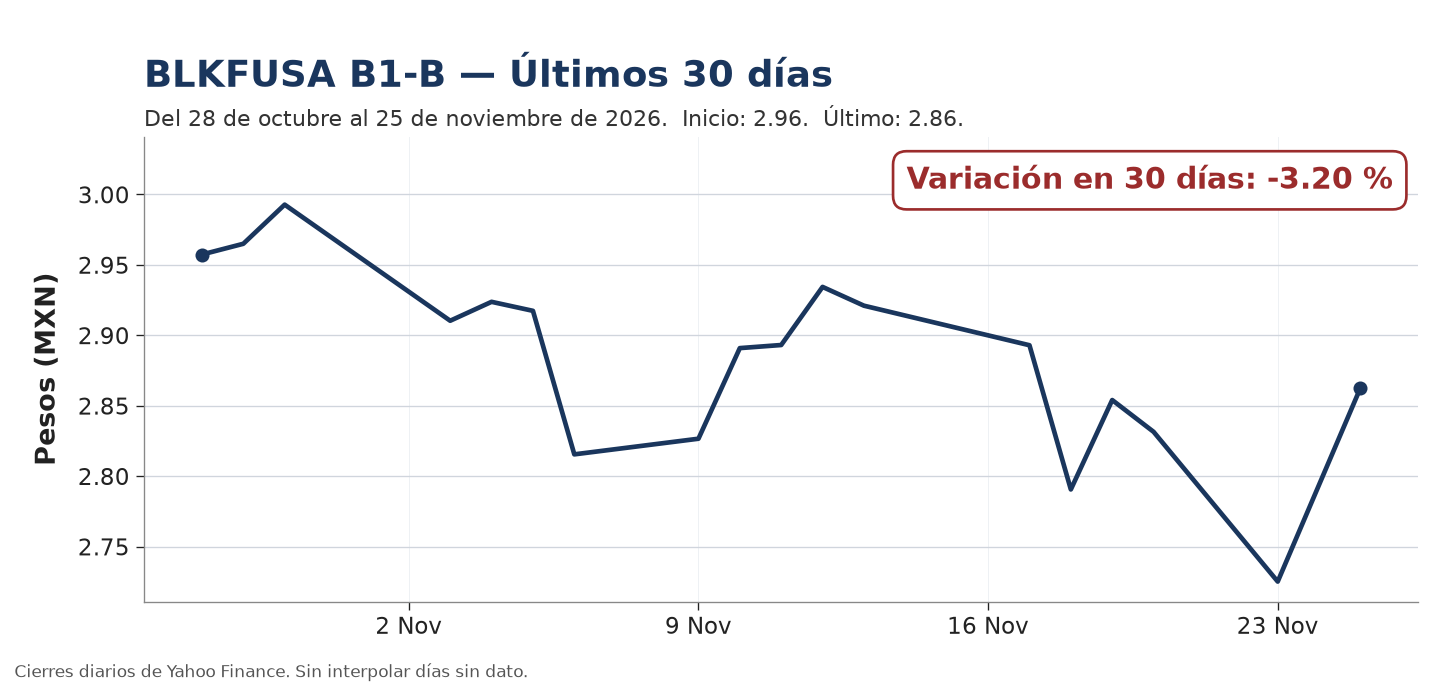 BLKFUSA B1-B — Últimos 30 días
Del 28 de octubre al 25 de noviembre de 2026.  Inicio: 2.96.  Último: 2.86.
Variación en 30 días: -3.20 %
Pesos (MXN)
3.00
2.95
2.90
2.85
2.80
2.75
2 Nov
9 Nov
16 Nov
23 Nov
Cierres diarios de Yahoo Finance. Sin interpolar días sin dato.